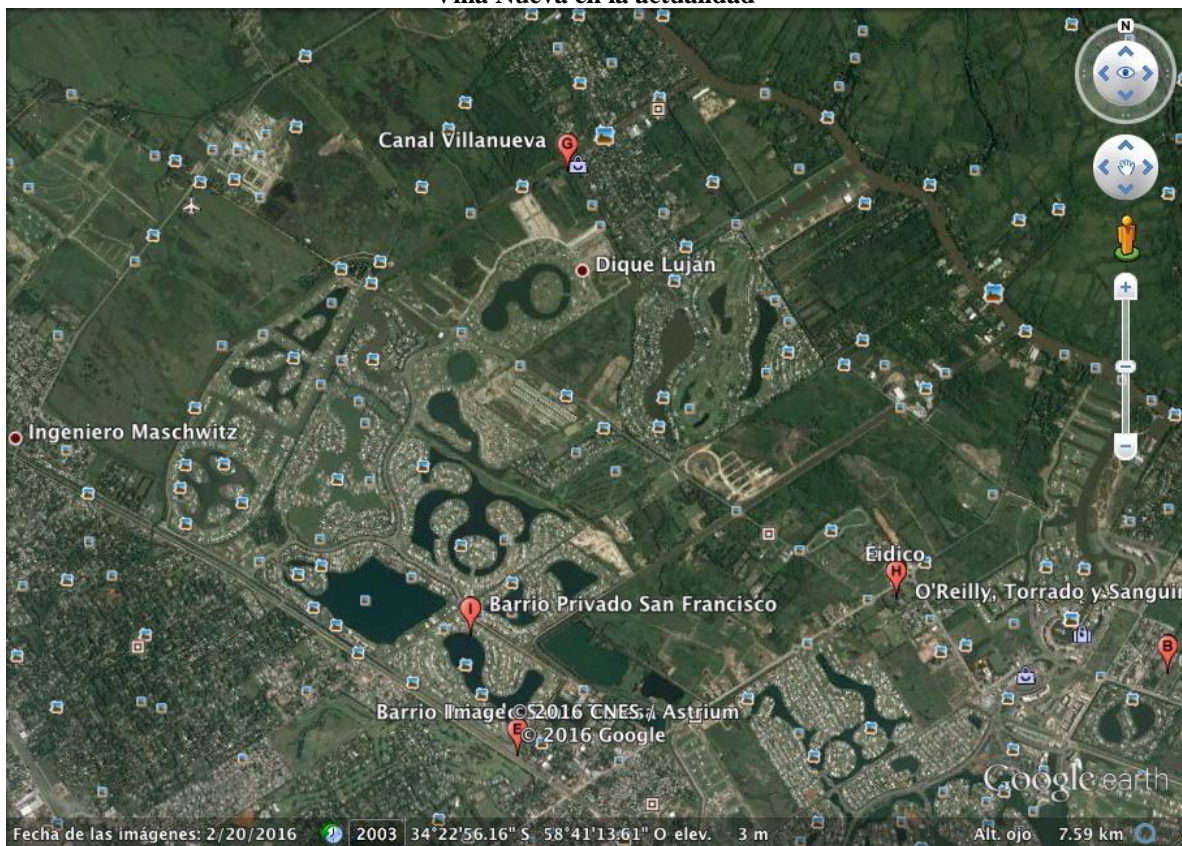 Villa Nueva en la actualidad
N
Canal Villanueva
G
Dique Luján
Ingeniero Maschwitz
Eidico
H
O'Reilly, Torrado y Sanguin
I
Barrio Privado San Francisco
B
Barrio
© 2016 CNES / Astrium
E
© 2016 Google
Google earth
Fecha de las imágenes: 2/20/2016 2003 34°22'56.16" S 58°41'13.61" O elev. 3 m Alt. ojo 7.59 km